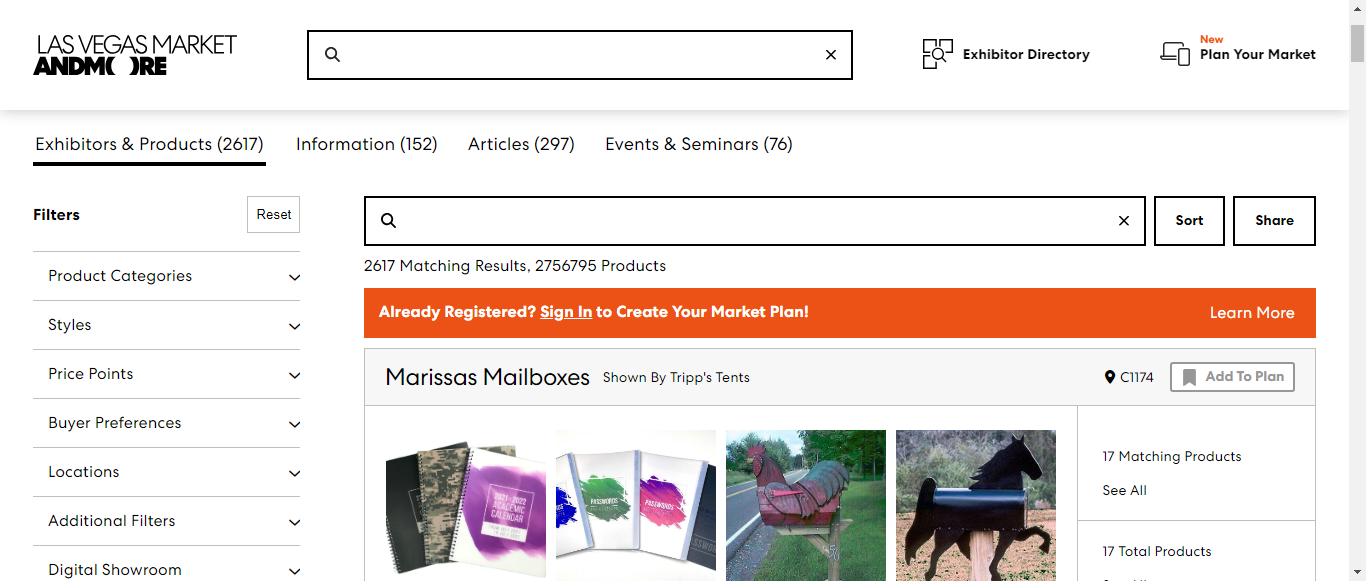 LAS VEGAS MARKET
ANDMORE
Exhibitor Directory
New
Plan Your Market
Exhibitors & Products (2617)
Information (152)
Articles (297)
Events & Seminars (76)
Filters
Reset
Product Categories
Styles
Price Points
Buyer Preferences
Locations
Additional Filters
Digital Showroom
Sort
Share
2617 Matching Results, 2756795 Products
Already Registered? Sign In to Create Your Market Plan!
Learn More
Marissas Mailboxes
Shown By Tripp's Tents
C1174
Add To Plan
2021-2022
ACADEMIC
CALENDAR
PASSWORDS
PASSWORDS
17 Matching Products
See All
17 Total Products